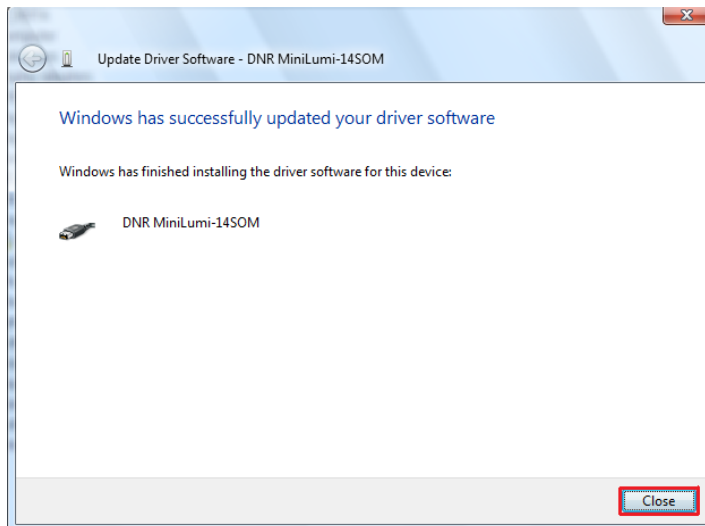 Update Driver Software - DNR MiniLumi-14SOM
Windows has successfully updated your driver software
Windows has finished installing the driver software for this device:
DNR MiniLumi-14SOM
Close